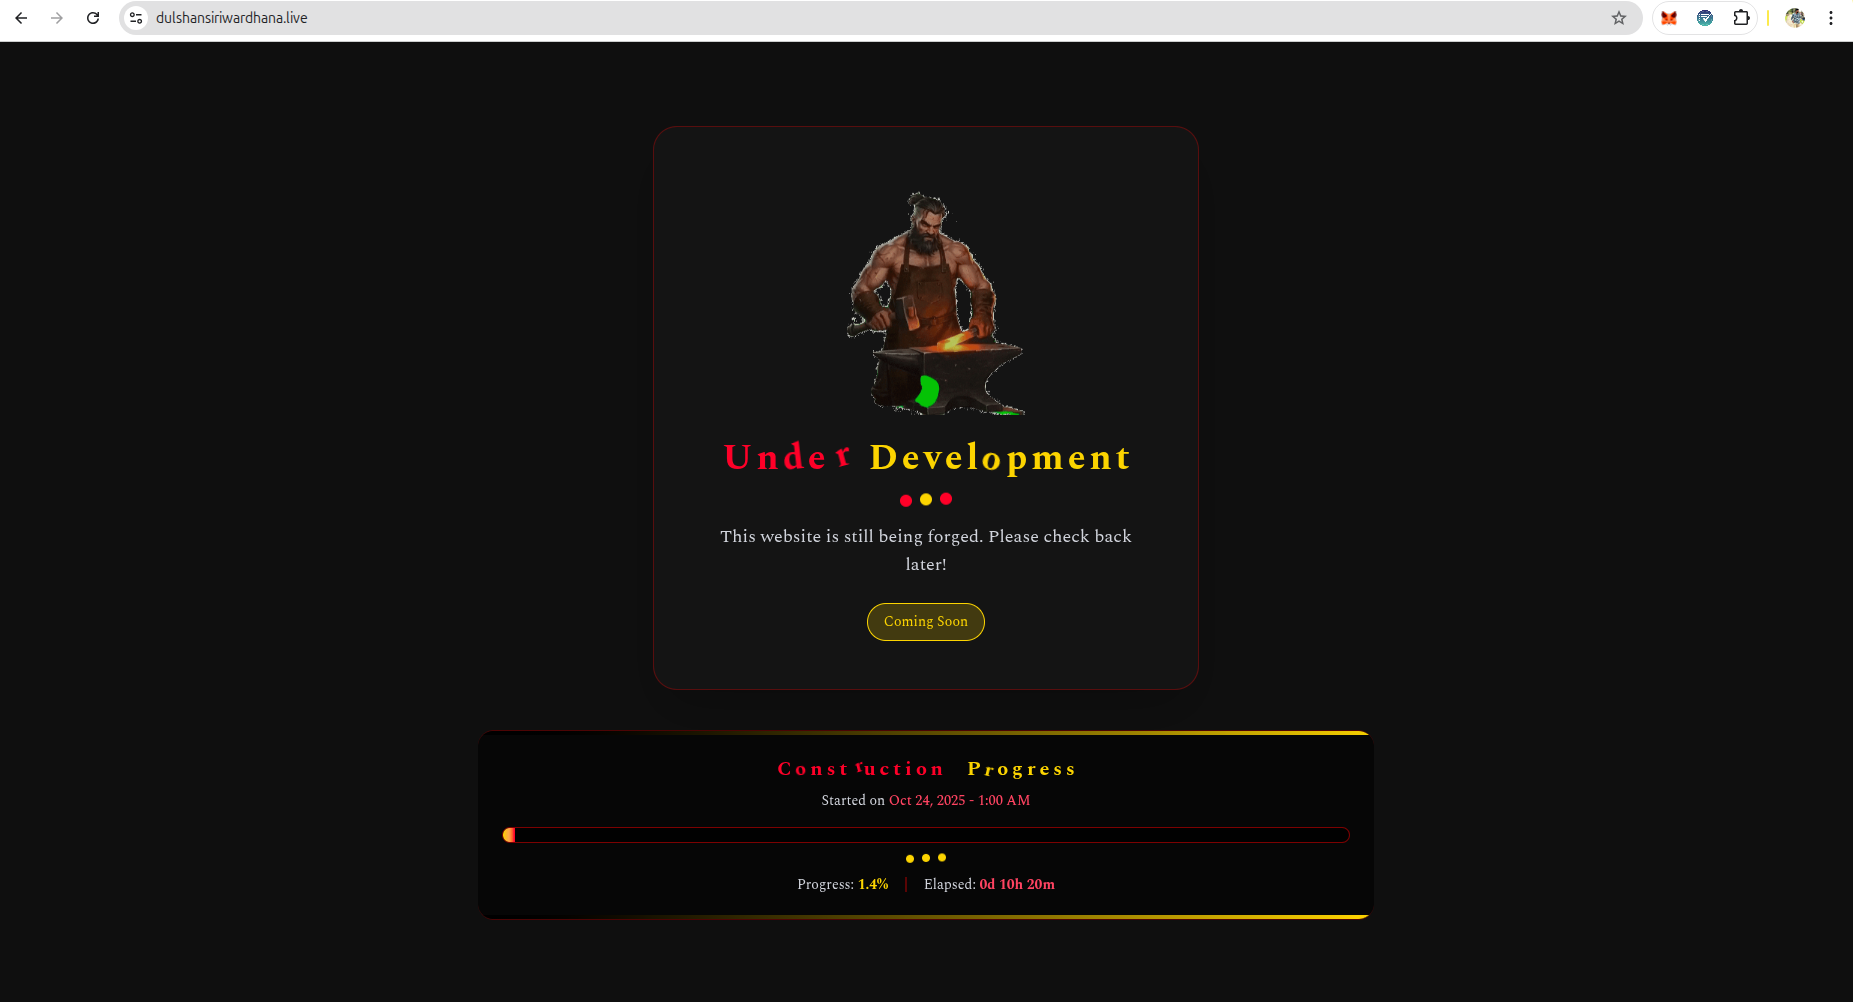 dulshansiriwardhana.live
Under Development
This website is still being forged. Please check back
later!
Coming Soon
Construction Progress
Started on Oct 24, 2025 - 1:00 AM
Progress: 1.4% | Elapsed: 0d 10h 20m